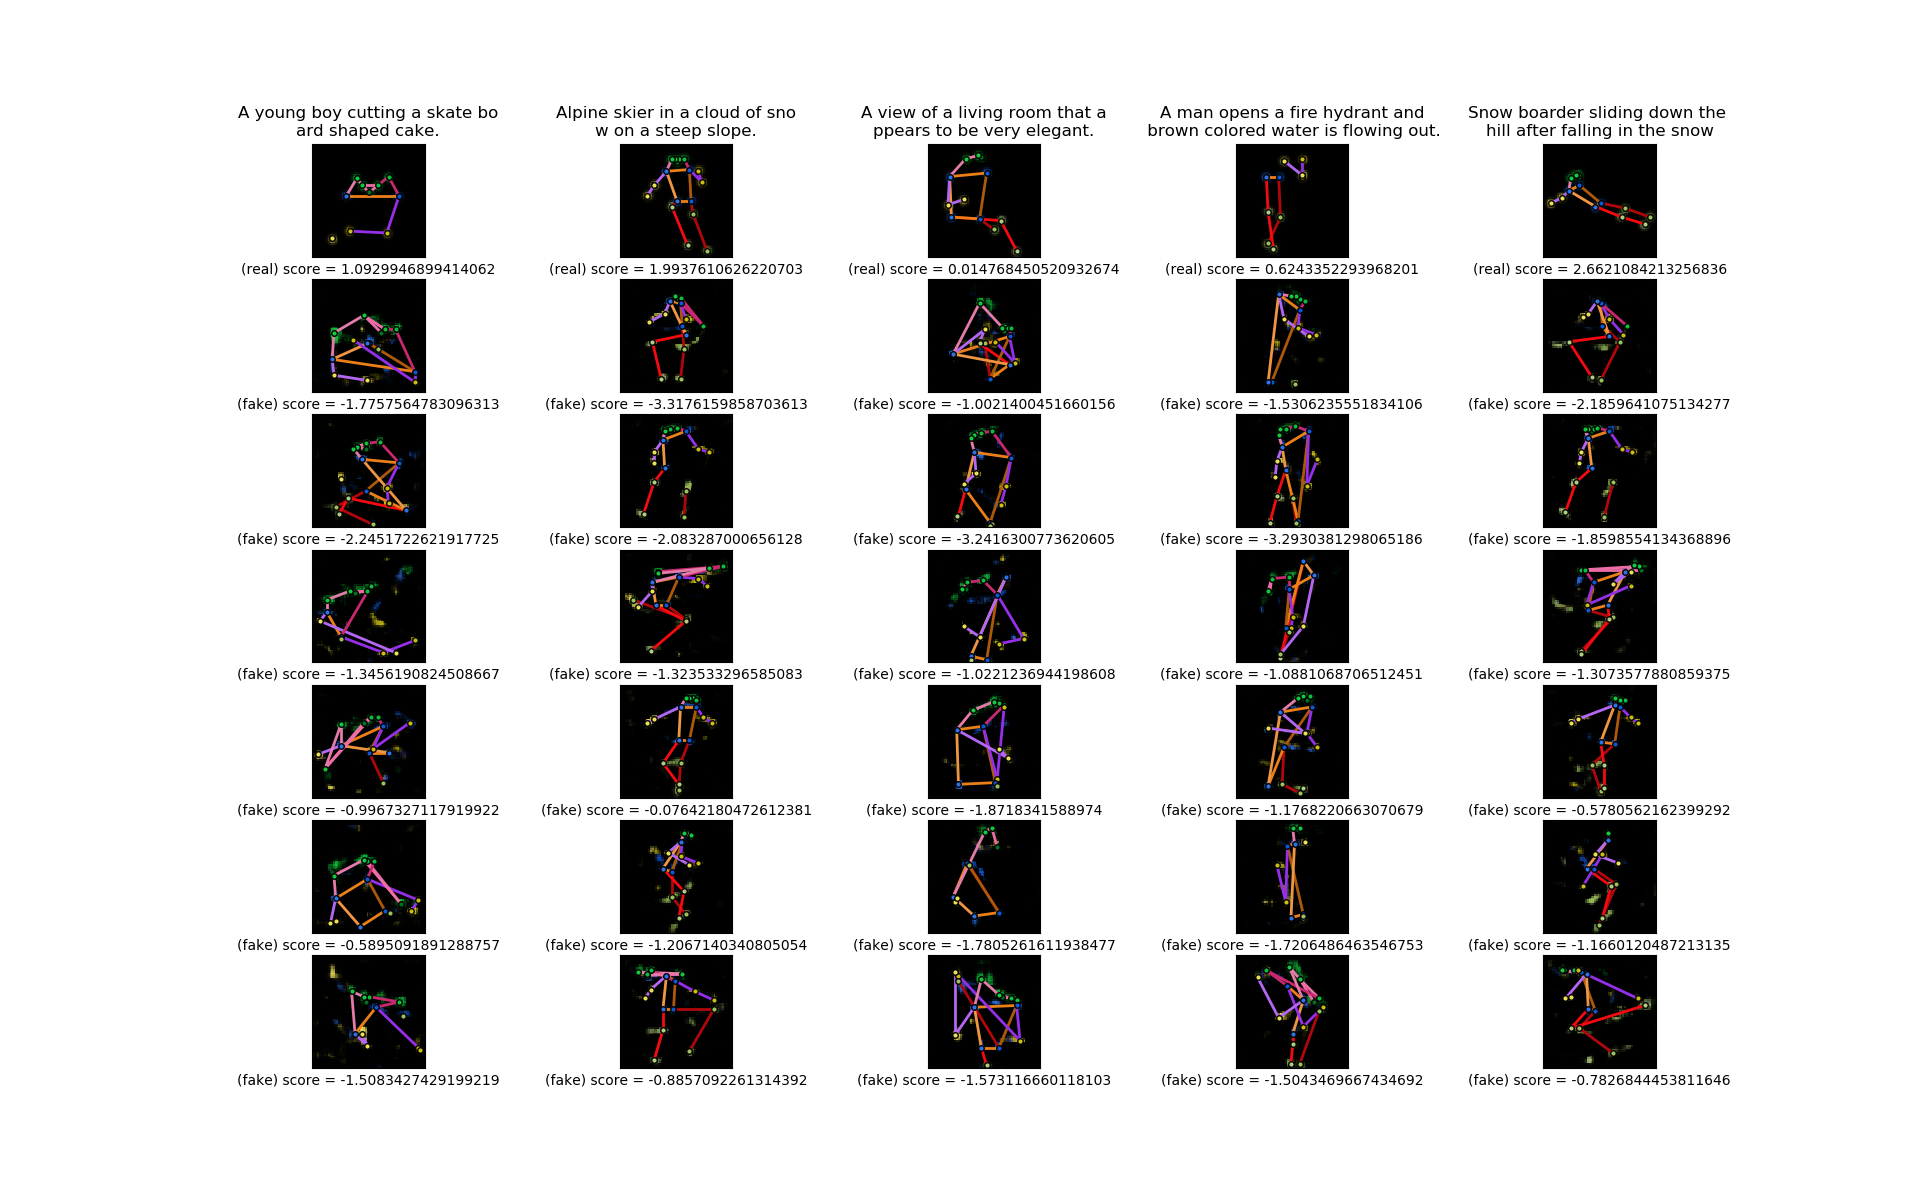 A young boy cutting a skate bo
ard shaped cake.
Alpine skier in a cloud of sno
w on a steep slope.
A view of a living room that a
ppears to be very elegant.
A man opens a fire hydrant and
brown colored water is flowing out.
Snow boarder sliding down the
hill after falling in the snow
(real) score = 1.0929946899414062
(real) score = 1.9937610626220703
(real) score = 0.014768450520932674
(real) score = 0.6243352293968201
(real) score = 2.6621084213256836
(fake) score = -1.7757564783096313
(fake) score = -3.3176159858703613
(fake) score = -1.0021400451660156
(fake) score = -1.5306235551834106
(fake) score = -2.1859641075134277
(fake) score = -2.2451722621917725
(fake) score = -2.083287000656128
(fake) score = -3.2416300773620605
(fake) score = -3.2930381298065186
(fake) score = -1.8598554134368896
(fake) score = -1.3456190824508667
(fake) score = -1.323533296585083
(fake) score = -1.0221236944198608
(fake) score = -1.0881068706512451
(fake) score = -1.3073577880859375
(fake) score = -0.9967327117919922
(fake) score = -0.07642180472612381
(fake) score = -1.8718341588974
(fake) score = -1.1768220663070679
(fake) score = -0.5780562162399292
(fake) score = -0.5895091891288757
(fake) score = -1.2067140340805054
(fake) score = -1.7805261611938477
(fake) score = -1.7206486463546753
(fake) score = -1.1660120487213135
(fake) score = -1.5083427429199219
(fake) score = -0.8857092261314392
(fake) score = -1.573116660118103
(fake) score = -1.5043469667434692
(fake) score = -0.7826844453811646